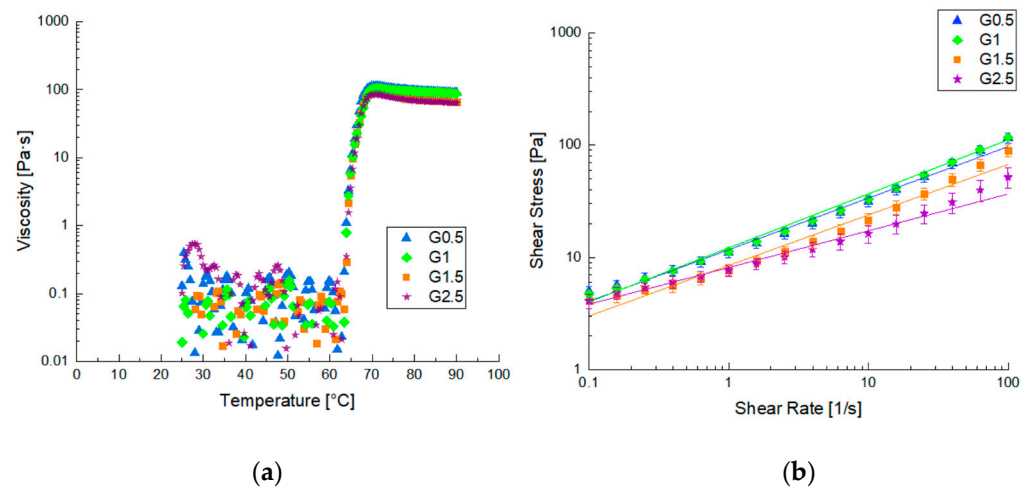 1000
100
10
1
0.1
0.01
Viscosity [Pa·s]
0 10 20 30 40 50 60 70 80 90 100
Temperature [°C]
G0.5
G1
G1.5
G2.5
(a)
G0.5
G1
G1.5
G2.5
1000
100
10
1
Shear Stress [Pa]
0.1 1 10 100
Shear Rate [1/s]
(b)